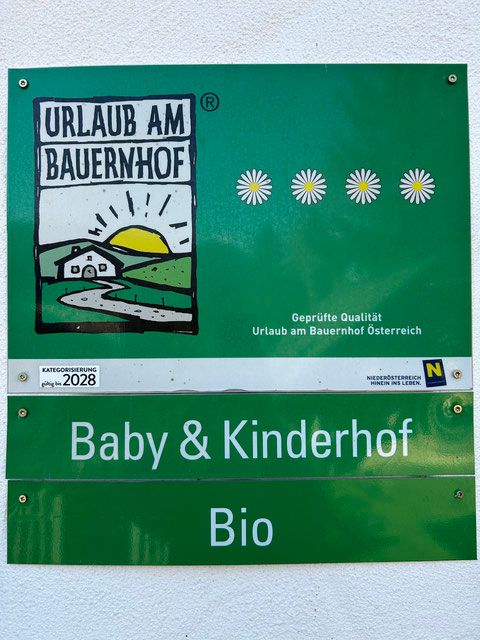 URLAUB AM
BAUERNHOF
®
Geprüfte Qualität
Urlaub am Bauernhof Österreich
KATEGORISIERUNG
gültig bis 2028
NIEDERÖSTERREICH
HINEIN INS LEBEN.
N
Baby & Kinderhof
Bio